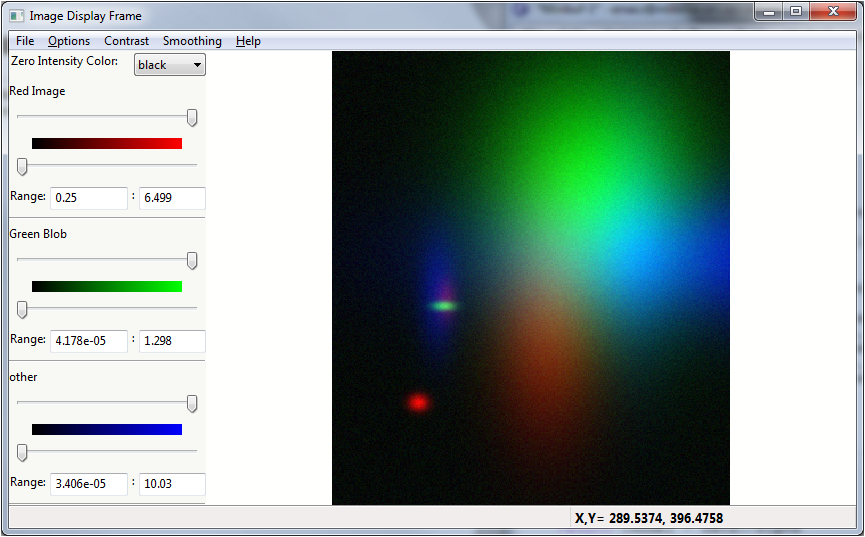 Image Display Frame
File Options Contrast Smoothing Help
Zero Intensity Color: black
Red Image
Range: 0.25 : 6.499
Green Blob
Range: 4.178e-05 : 1.298
other
Range: 3.406e-05 : 10.03
X,Y= 289.5374, 396.4758